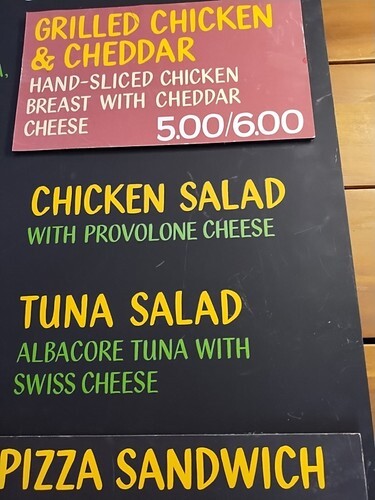 GRILLED CHICKEN
& CHEDDAR
HAND-SLICED CHICKEN
BREAST WITH CHEDDAR
CHEESE 5.00/6.00
CHICKEN SALAD
WITH PROVOLONE CHEESE
TUNA SALAD
ALBACORE TUNA WITH
SWISS CHEESE
PIZZA SANDWICH